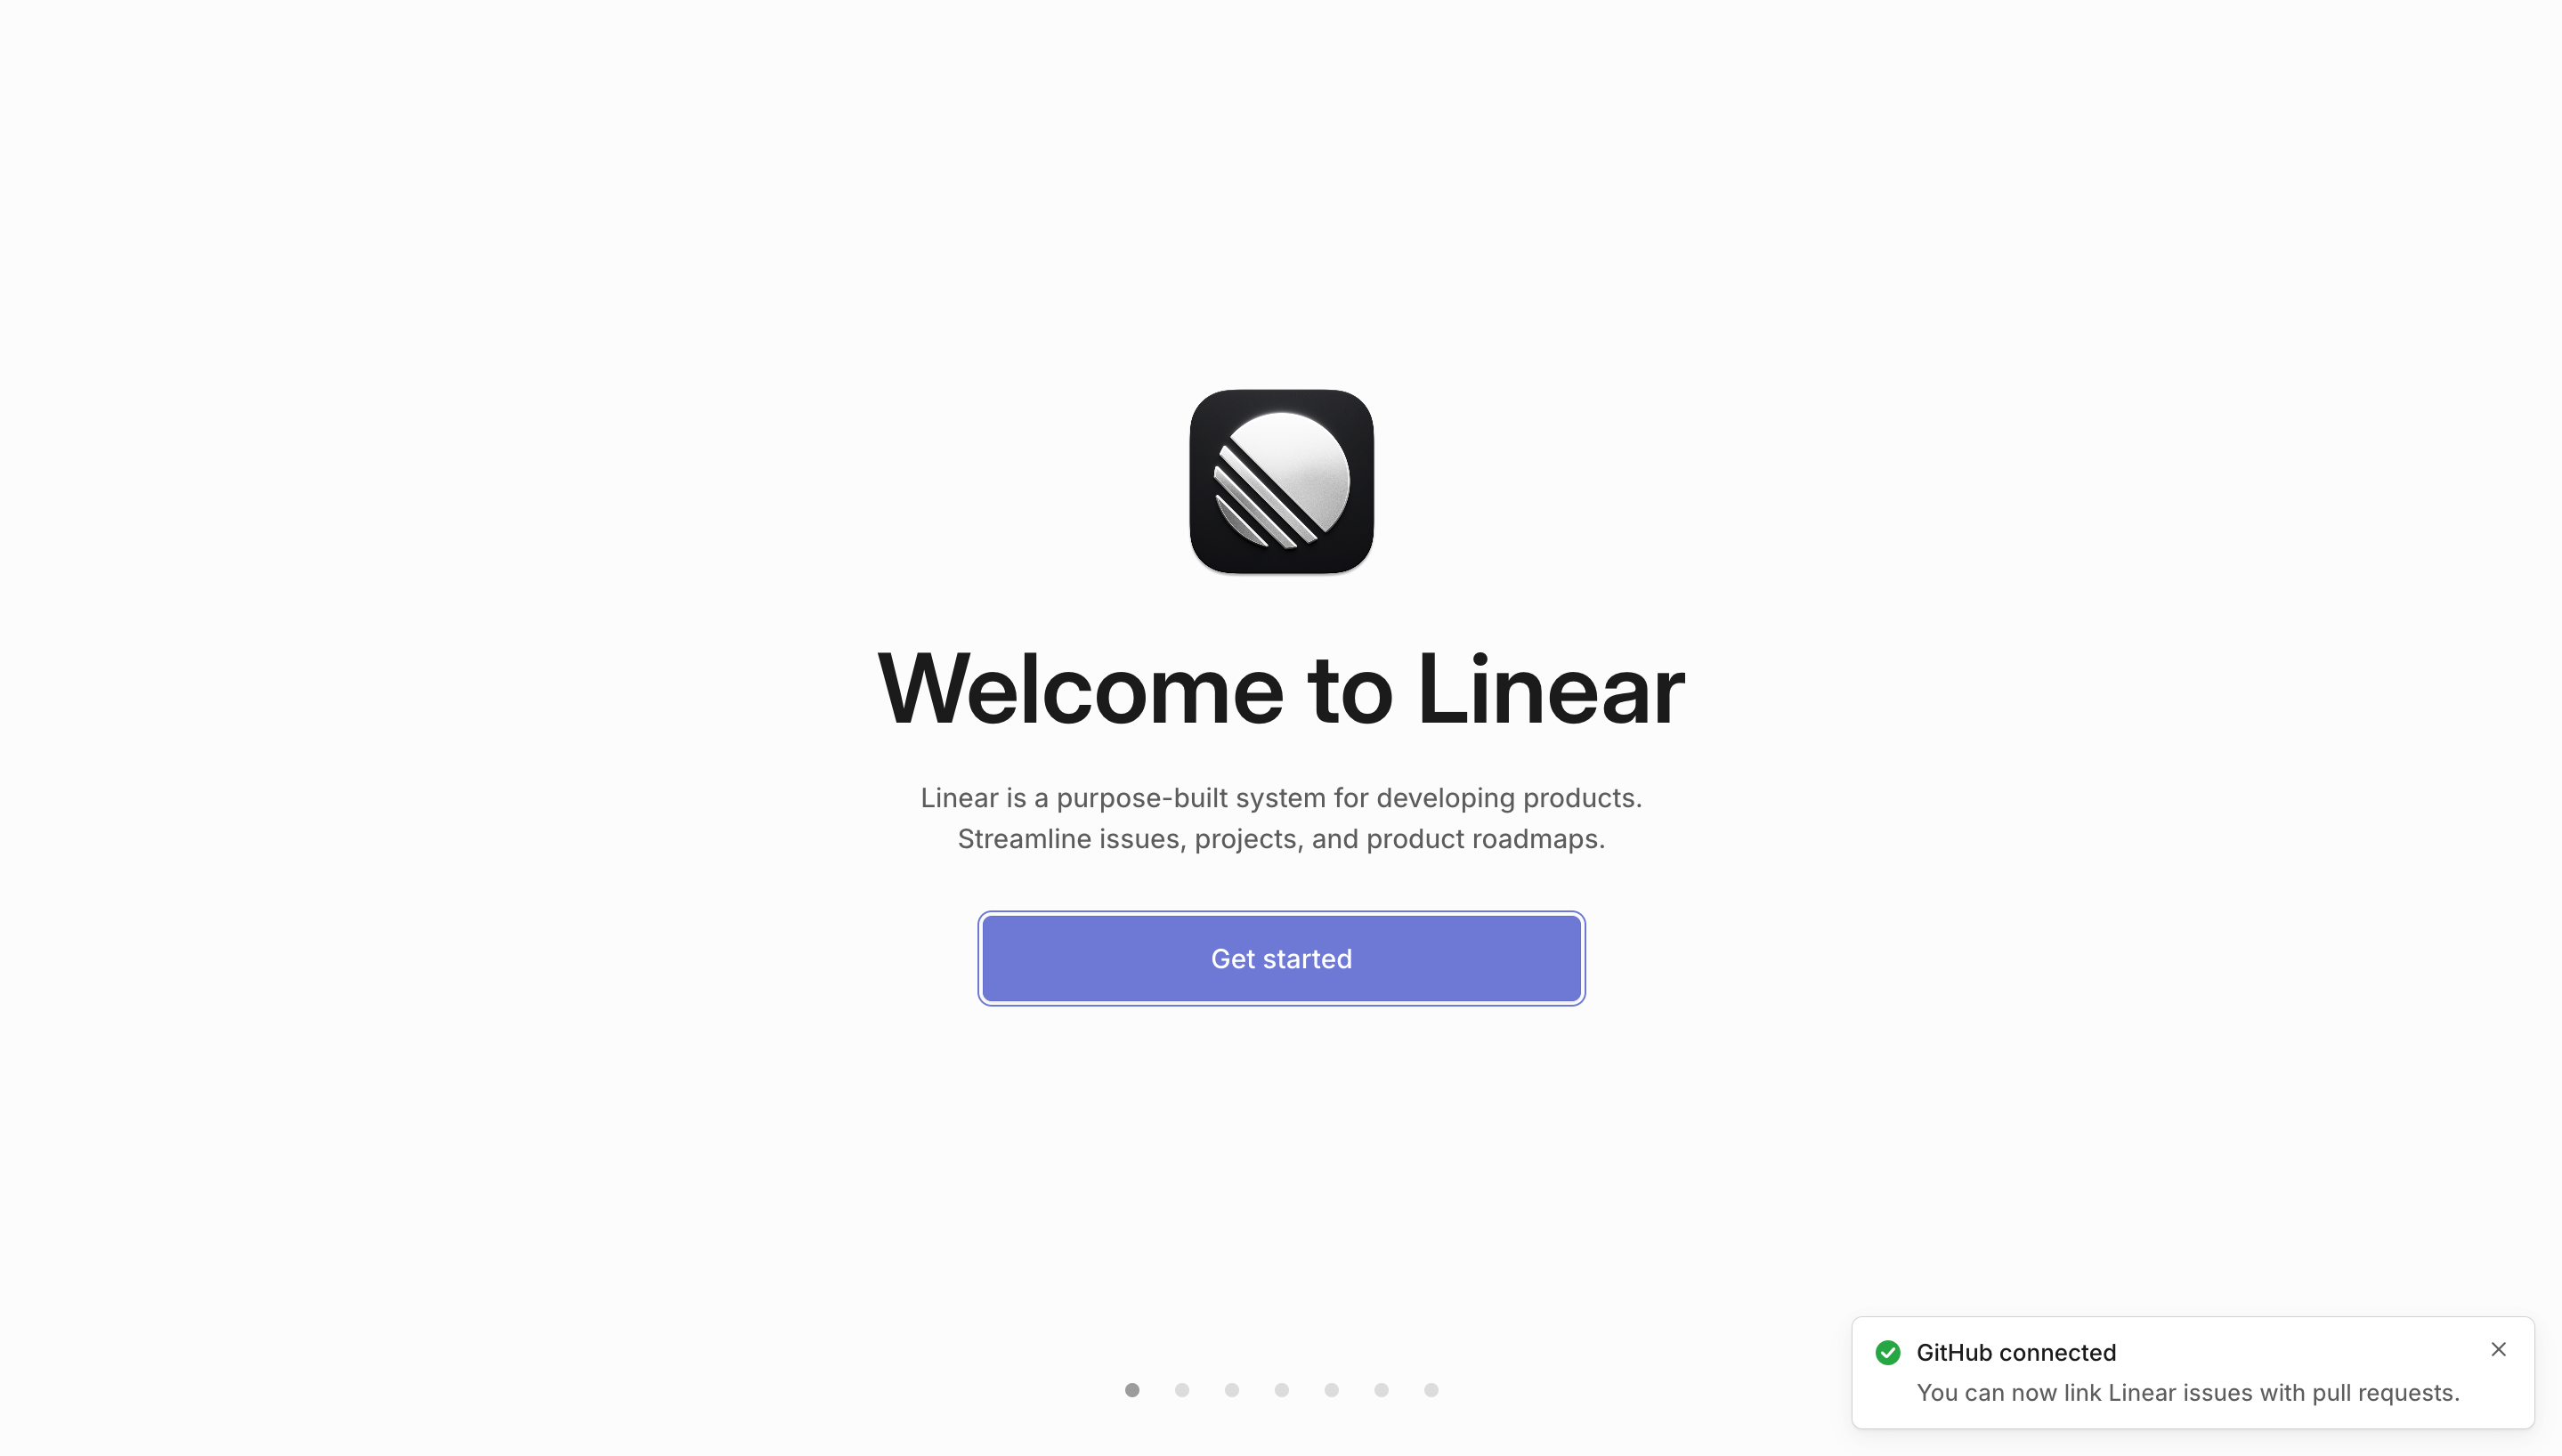 Welcome to Linear
Linear is a purpose-built system for developing products.
Streamline issues, projects, and product roadmaps.
Get started
GitHub connected
You can now link Linear issues with pull requests.